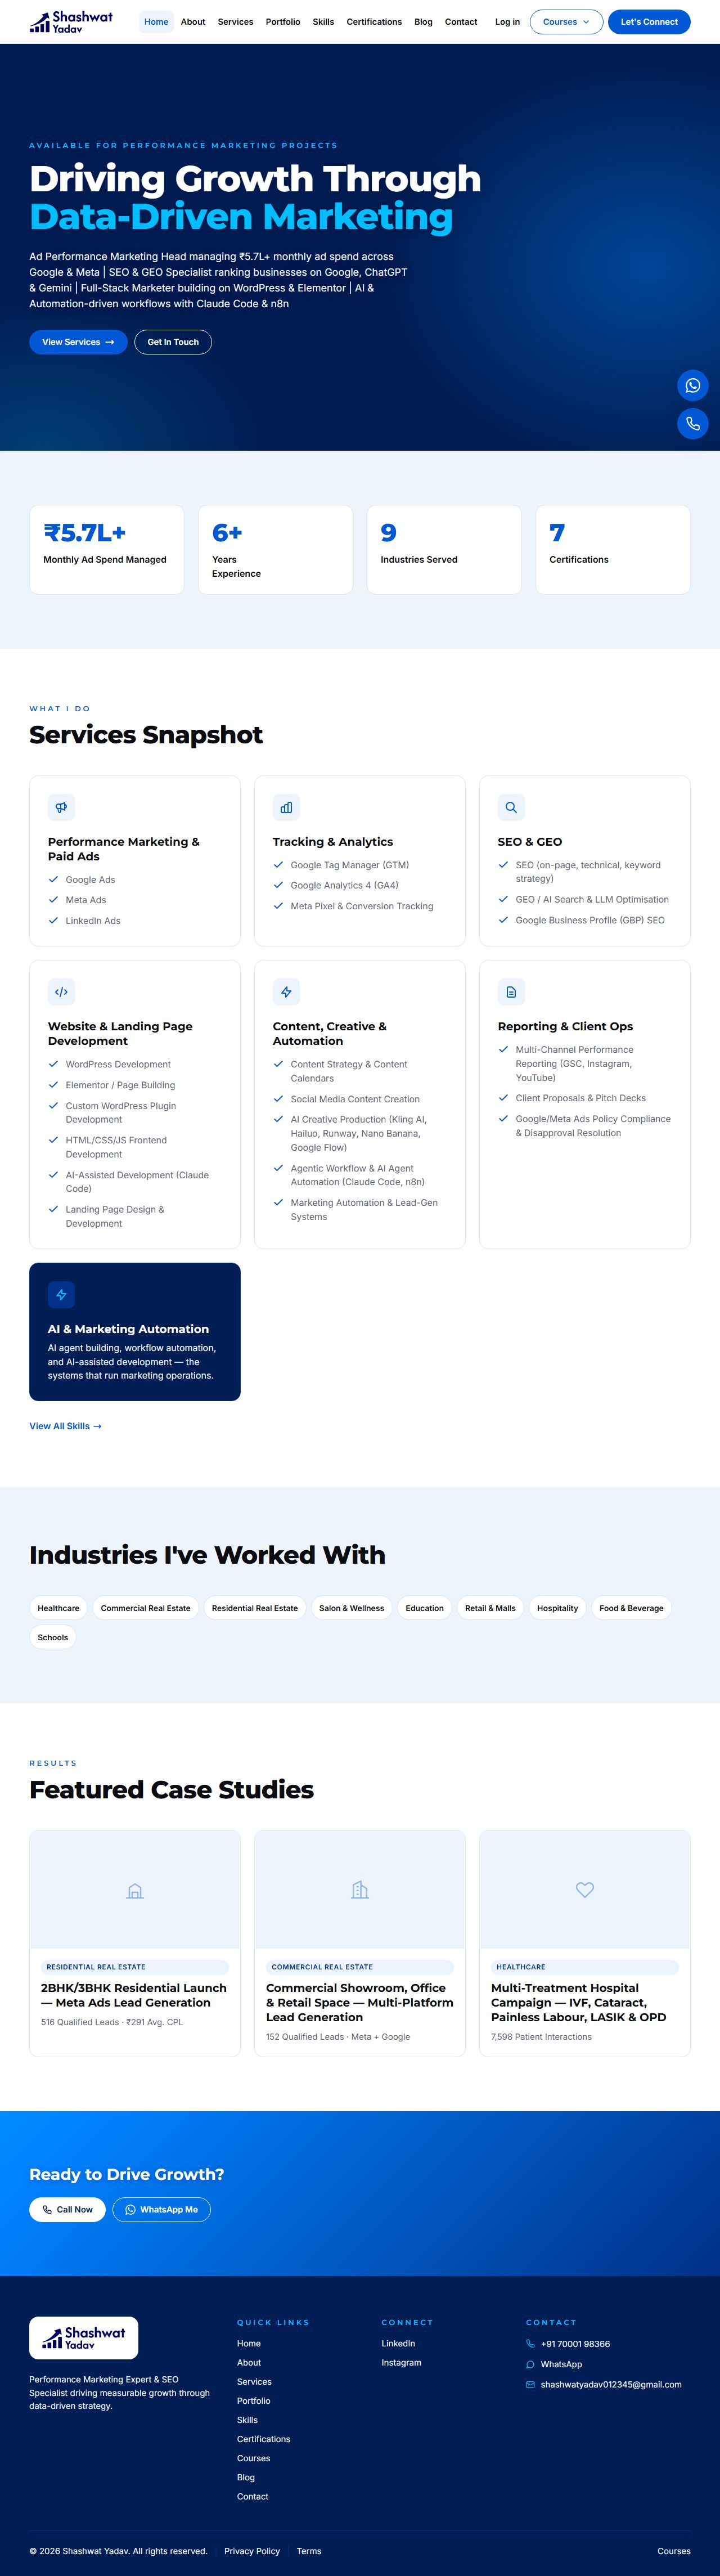 Shashwat
Yadav
Home About Services Portfolio Skills Certifications Blog Contact Log in Courses Let's Connect
AVAILABLE FOR PERFORMANCE MARKETING PROJECTS
Driving Growth Through
Data-Driven Marketing
Ad Performance Marketing Head managing ₹5.7L+ monthly ad spend across
Google & Meta | SEO & GEO Specialist ranking businesses on Google, ChatGPT
& Gemini | Full-Stack Marketer building on WordPress & Elementor | AI &
Automation-driven workflows with Claude Code & n8n
View Services → Get In Touch
₹5.7L+
Monthly Ad Spend Managed
6+
Years
Experience
9
Industries Served
7
Certifications
WHAT I DO
Services Snapshot
Performance Marketing &
Paid Ads
Google Ads
Meta Ads
LinkedIn Ads
Tracking & Analytics
Google Tag Manager (GTM)
Google Analytics 4 (GA4)
Meta Pixel & Conversion Tracking
SEO & GEO
SEO (on-page, technical, keyword
strategy)
GEO / AI Search & LLM Optimisation
Google Business Profile (GBP) SEO
Website & Landing Page
Development
WordPress Development
Elementor / Page Building
Custom WordPress Plugin
Development
HTML/CSS/JS Frontend
Development
AI-Assisted Development (Claude
Code)
Landing Page Design &
Development
Content, Creative &
Automation
Content Strategy & Content
Calendars
Social Media Content Creation
AI Creative Production (Kling AI,
Hailuo, Runway, Nano Banana,
Google Flow)
Agentic Workflow & AI Agent
Automation (Claude Code, n8n)
Marketing Automation & Lead-Gen
Systems
Reporting & Client Ops
Multi-Channel Performance
Reporting (GSC, Instagram,
YouTube)
Client Proposals & Pitch Decks
Google/Meta Ads Policy Compliance
& Disapproval Resolution
AI & Marketing Automation
AI agent building, workflow automation,
and AI-assisted development — the
systems that run marketing operations.
View All Skills →
Industries I've Worked With
Healthcare Commercial Real Estate Residential Real Estate Salon & Wellness Education Retail & Malls Hospitality Food & Beverage
Schools
RESULTS
Featured Case Studies
RESIDENTIAL REAL ESTATE
2BHK/3BHK Residential Launch
— Meta Ads Lead Generation
516 Qualified Leads · ₹291 Avg. CPL
COMMERCIAL REAL ESTATE
Commercial Showroom, Office
& Retail Space — Multi-Platform
Lead Generation
152 Qualified Leads · Meta + Google
HEALTHCARE
Multi-Treatment Hospital
Campaign — IVF, Cataract,
Painless Labour, LASIK & OPD
7,598 Patient Interactions
Ready to Drive Growth?
Call Now WhatsApp Me
Shashwat
Yadav
Performance Marketing Expert & SEO
Specialist driving measurable growth through
data-driven strategy.
QUICK LINKS
Home
About
Services
Portfolio
Skills
Certifications
Courses
Blog
Contact
CONNECT
LinkedIn
Instagram
CONTACT
+91 70001 98366
WhatsApp
shashwatyadav012345@gmail.com
© 2026 Shashwat Yadav. All rights reserved. Privacy Policy Terms Courses